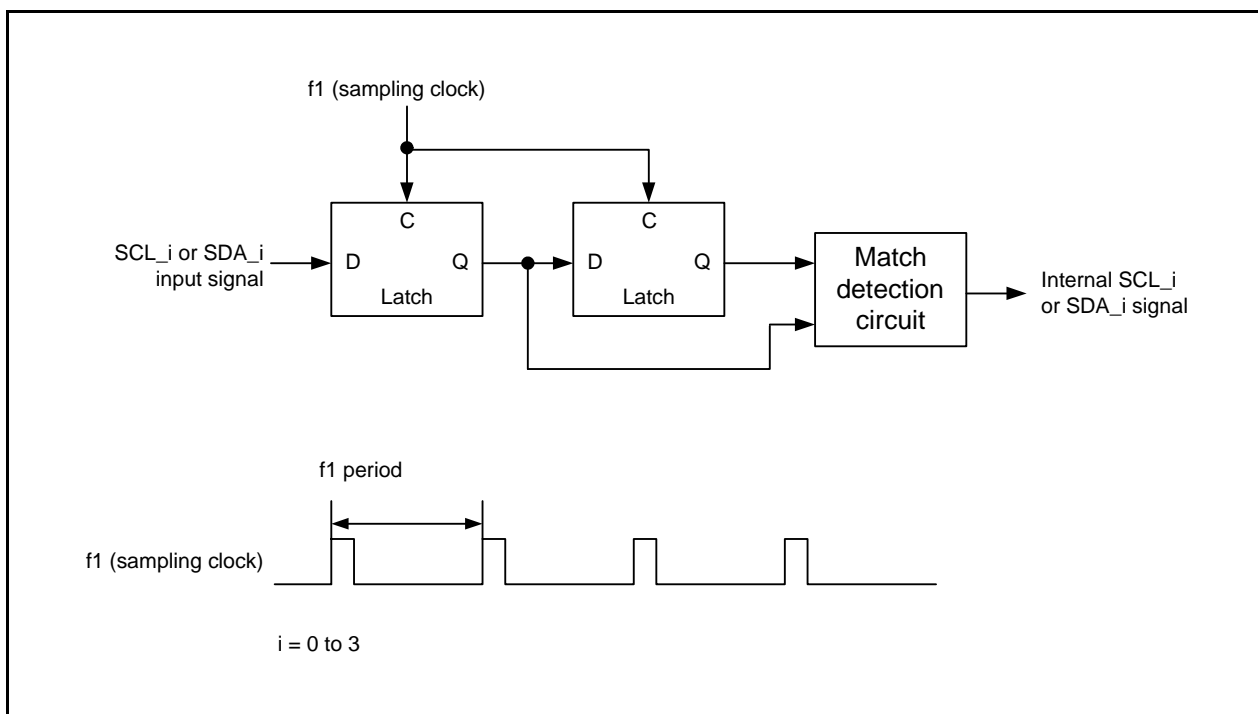 f1 (sampling clock)
C
C
SCL_i or SDA_i
input signal
D
Q
D
Q
Latch
Latch
Match
detection
circuit
Internal SCL_i
or SDA_i signal
f1 period
f1 (sampling clock)
i = 0 to 3